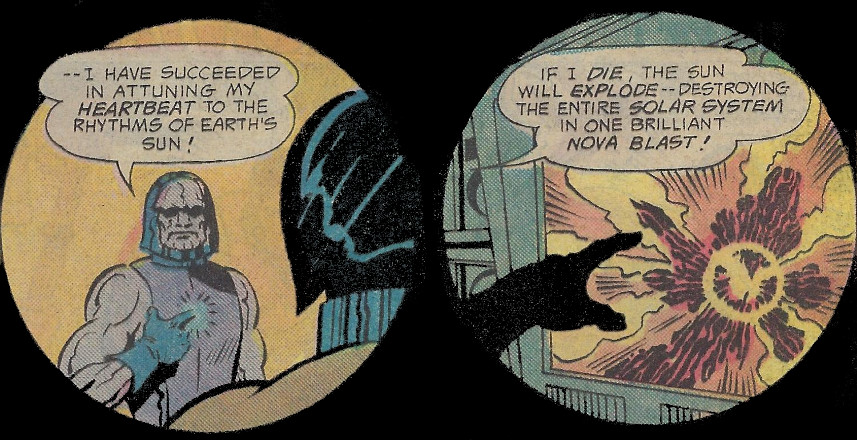 --I HAVE SUCCEEDED
IN ATTUNING MY
HEARTBEAT TO THE
RHYTHMS OF EARTH'S
SUN!
IF I DIE, THE SUN
WILL EXPLODE--DESTROYING
THE ENTIRE SOLAR SYSTEM
IN ONE BRILLIANT
NOVA BLAST!